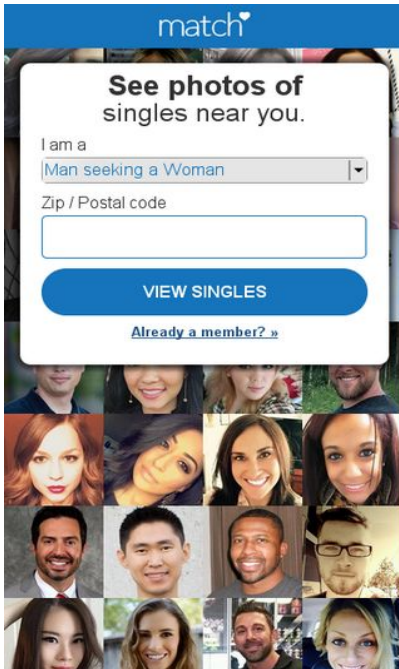 match
See photos of
singles near you.
I am a
Man seeking a Woman
Zip / Postal code
VIEW SINGLES
Already a member? »